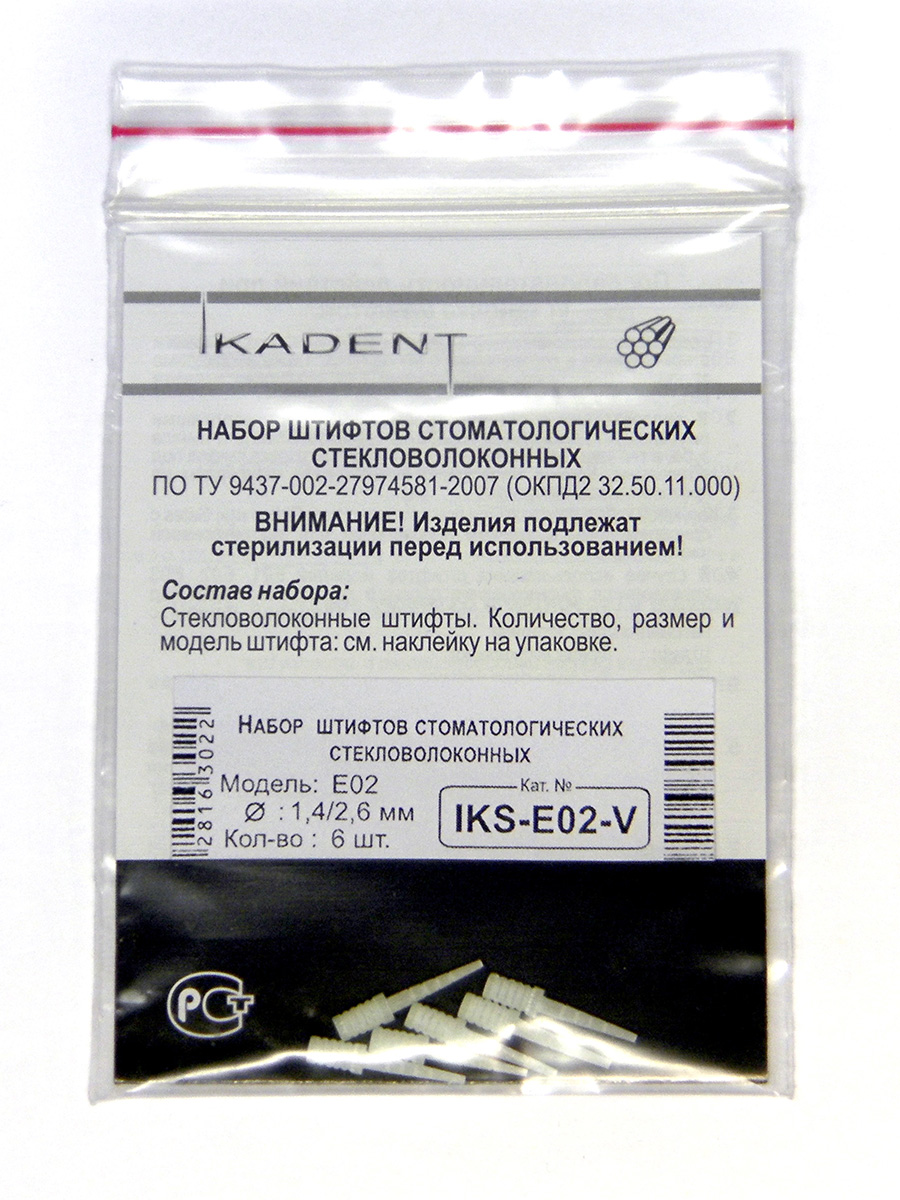 IKADENT
НАБОР ШТИФТОВ СТОМАТОЛОГИЧЕСКИХ
СТЕКЛОВОЛОКОННЫХ
ПО ТУ 9437-002-27974581-2007 (ОКПД2 32.50.11.000)
ВНИМАНИЕ! Изделия подлежат
стерилизации перед использованием!
Состав набора:
Стекловолоконные штифты. Количество, размер и
модель штифта: см. наклейку на упаковке.
НАБОР ШТИФТОВ СТОМАТОЛОГИЧЕСКИХ
СТЕКЛОВОЛОКОННЫХ
Модель: E02
Ø : 1,4/2,6 мм
Кол-во : 6 шт.
Кат. №
IKS-E02-V
281630222
РСТ